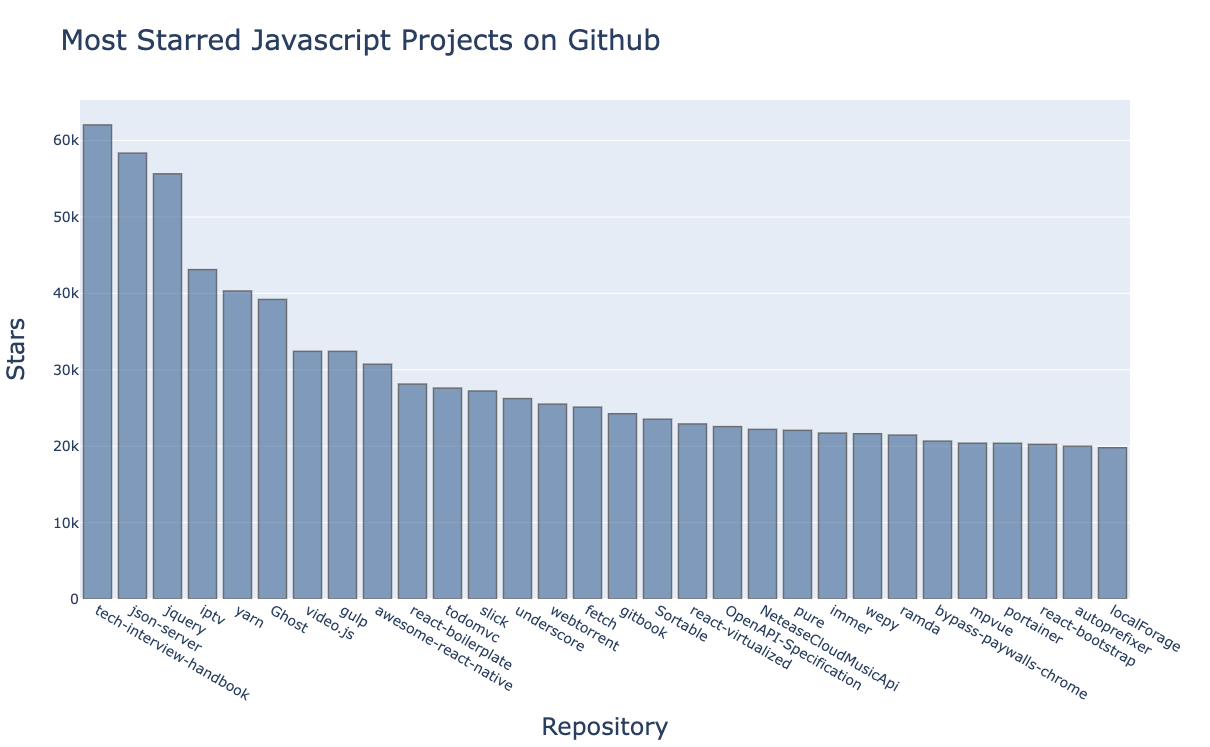 Most Starred Javascript Projects on Github
Stars
60k
50k
40k
30k
20k
10k
0
tech-interview-handbook
json-server
jquery
iptv
yarn
Ghost
video.js
gulp
awesome-react-native
react-boilerplate
todomvc
slick
underscore
webtorrent
fetch
gitbook
Sortable
react-virtualized
OpenAPI-Specification
NeteaseCloudMusicApi
pure
immer
wepy
ramda
bypass-paywalls-chrome
mpvue
portainer
react-bootstrap
autoprefixer
localForage
Repository